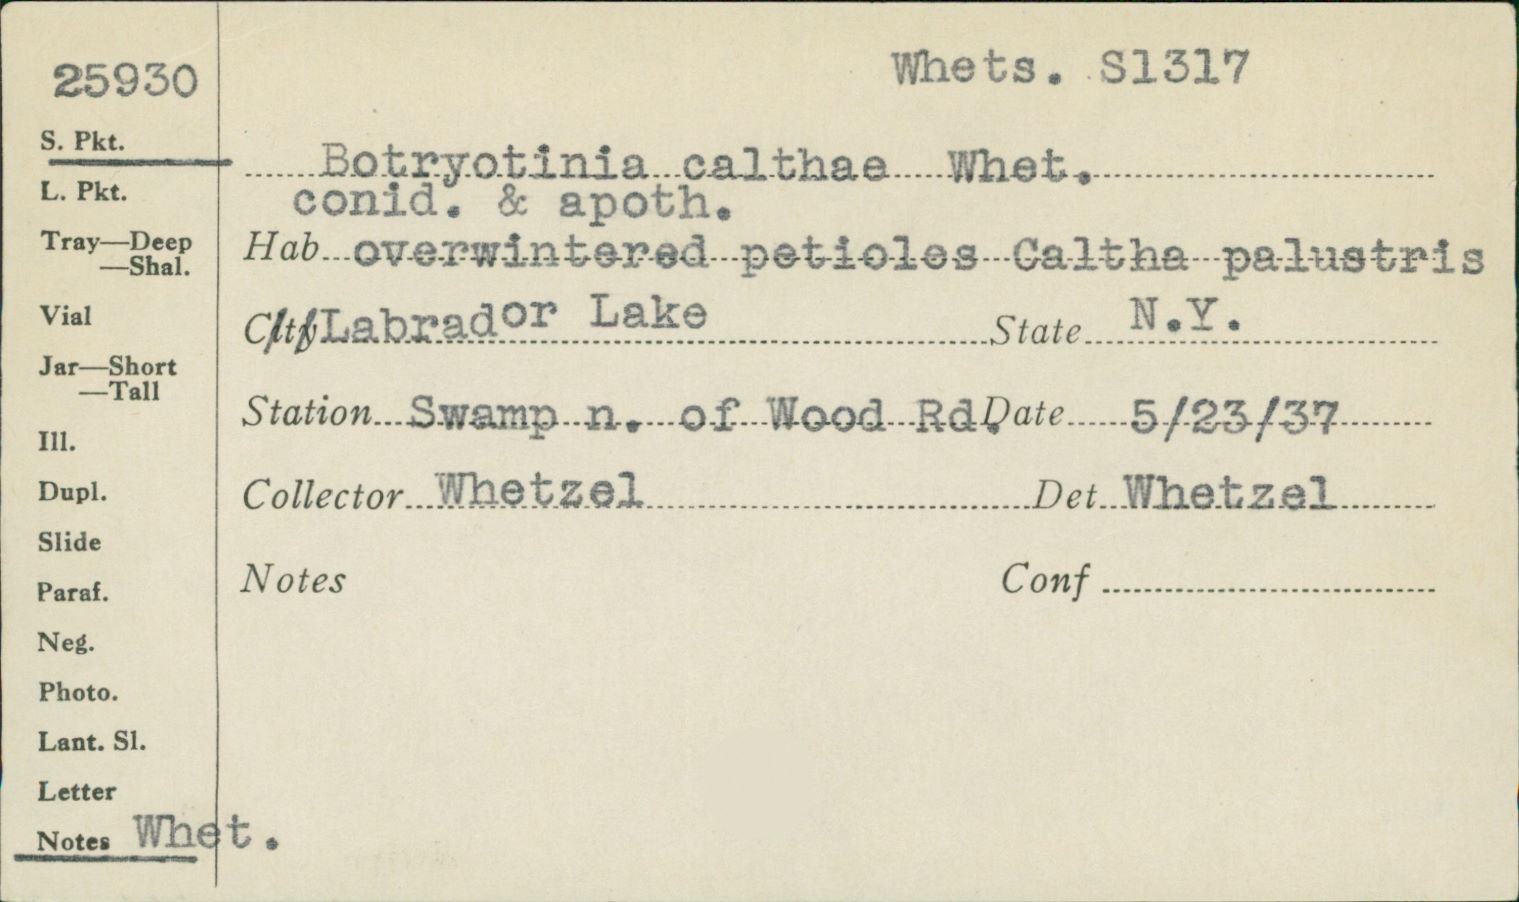 25930
Whets. S1317
S. Pkt.
Botryotinia calthae Whet.
L. Pkt.
conid. & apoth.
Tray—Deep
Hab overwintered petioles Caltha palustris
—Shal.
Vial
City Labrador Lake State N.Y.
Jar—Short
—Tall
Station Swamp n. of Wood Rd. Date 5/23/37
Ill.
Dupl.
Collector Whetzel Det Whetzel
Slide
Paraf.
Notes Conf
Neg.
Photo.
Lant. Sl.
Letter
Notes Whet.